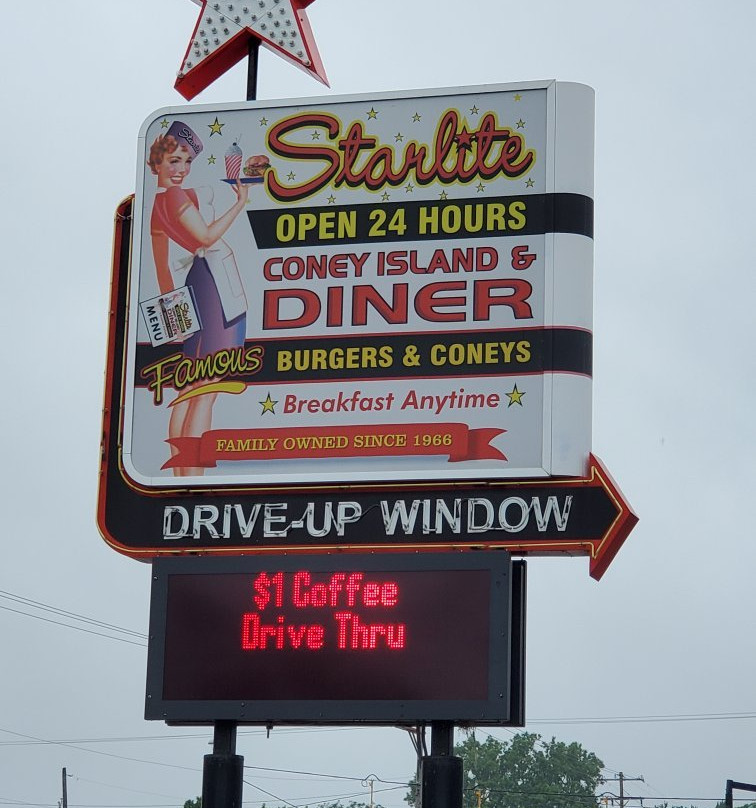 Starlite
OPEN 24 HOURS
CONEY ISLAND &
DINER
MENU
Famous BURGERS & CONEYS
Breakfast Anytime
FAMILY OWNED SINCE 1966
DRIVE-UP WINDOW
$1 Coffee
Drive Thru